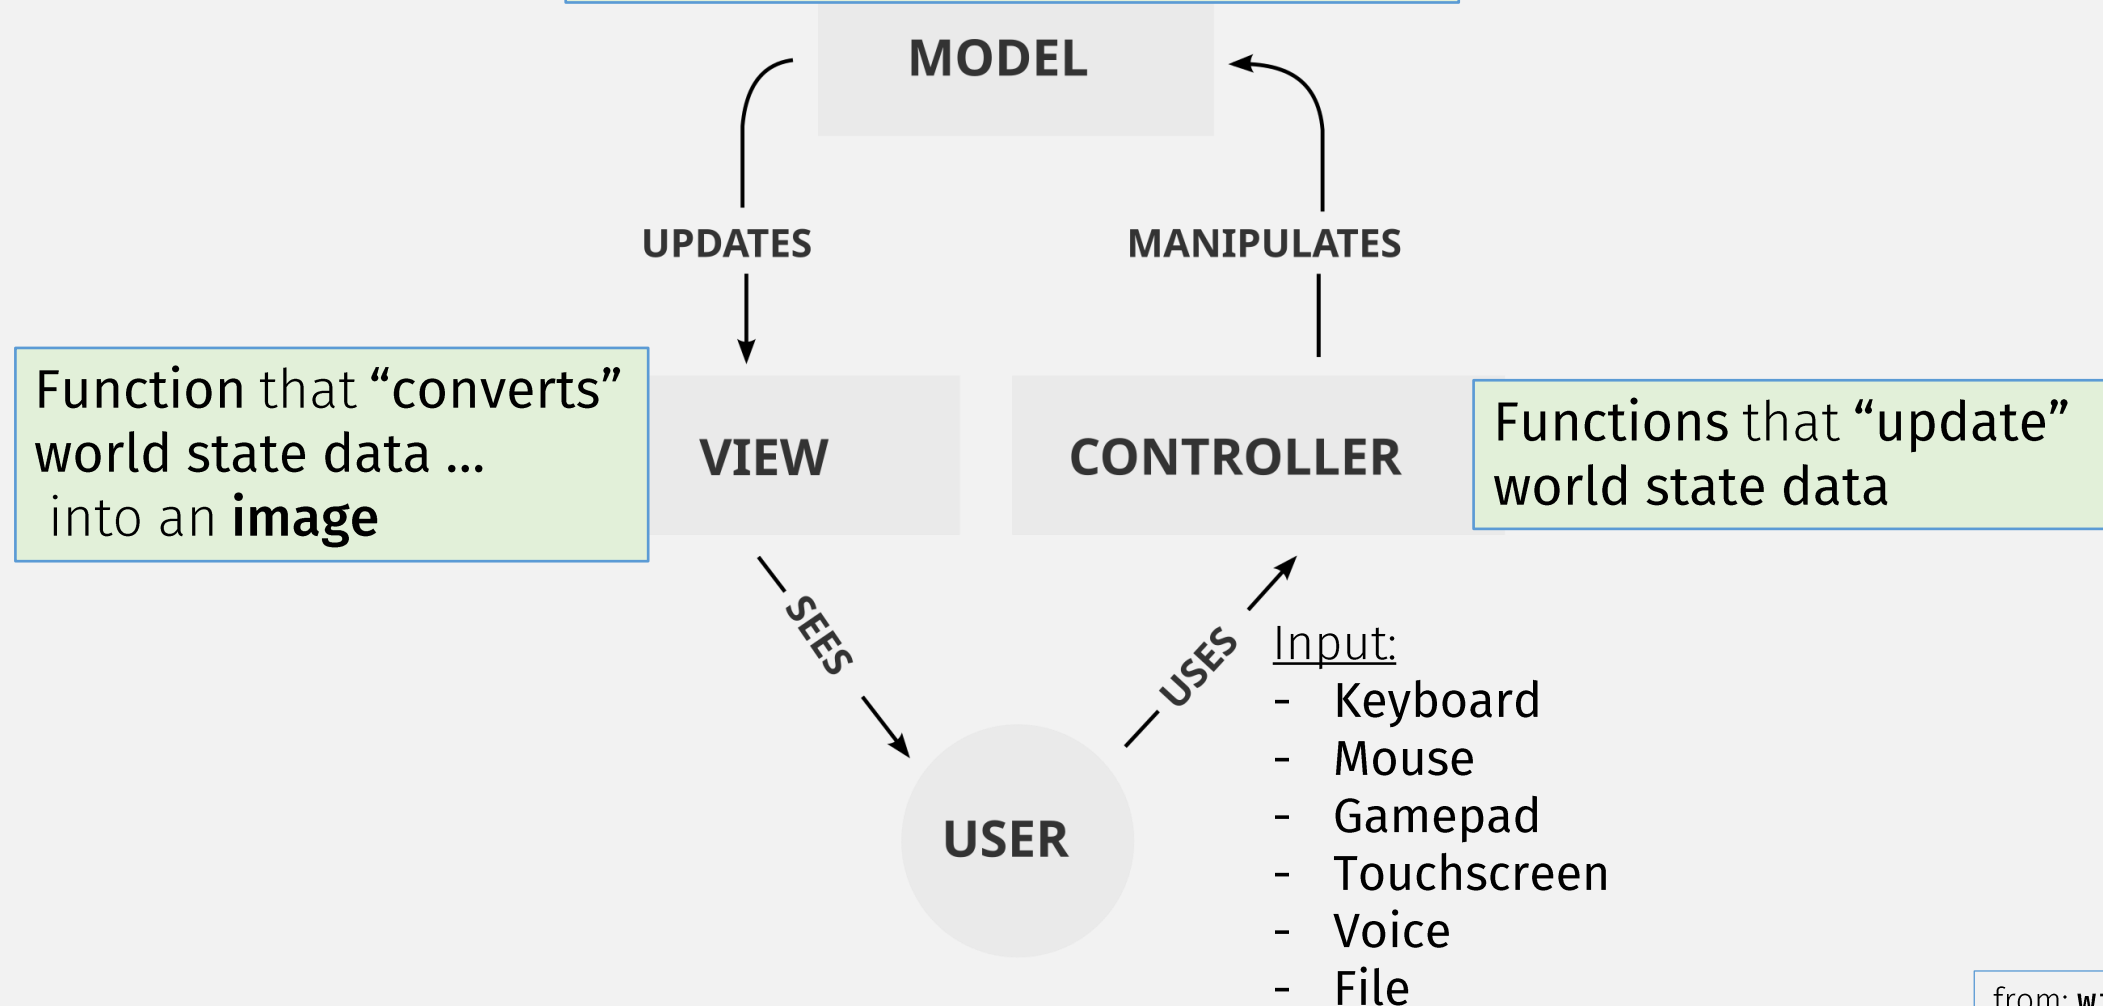 MODEL
UPDATES
MANIPULATES
Function that “converts”
world state data ...
into an image
VIEW
CONTROLLER
Functions that “update”
world state data
SEES
USES
Input:
- Keyboard
- Mouse
- Gamepad
- Touchscreen
- Voice
- File
USER
from: